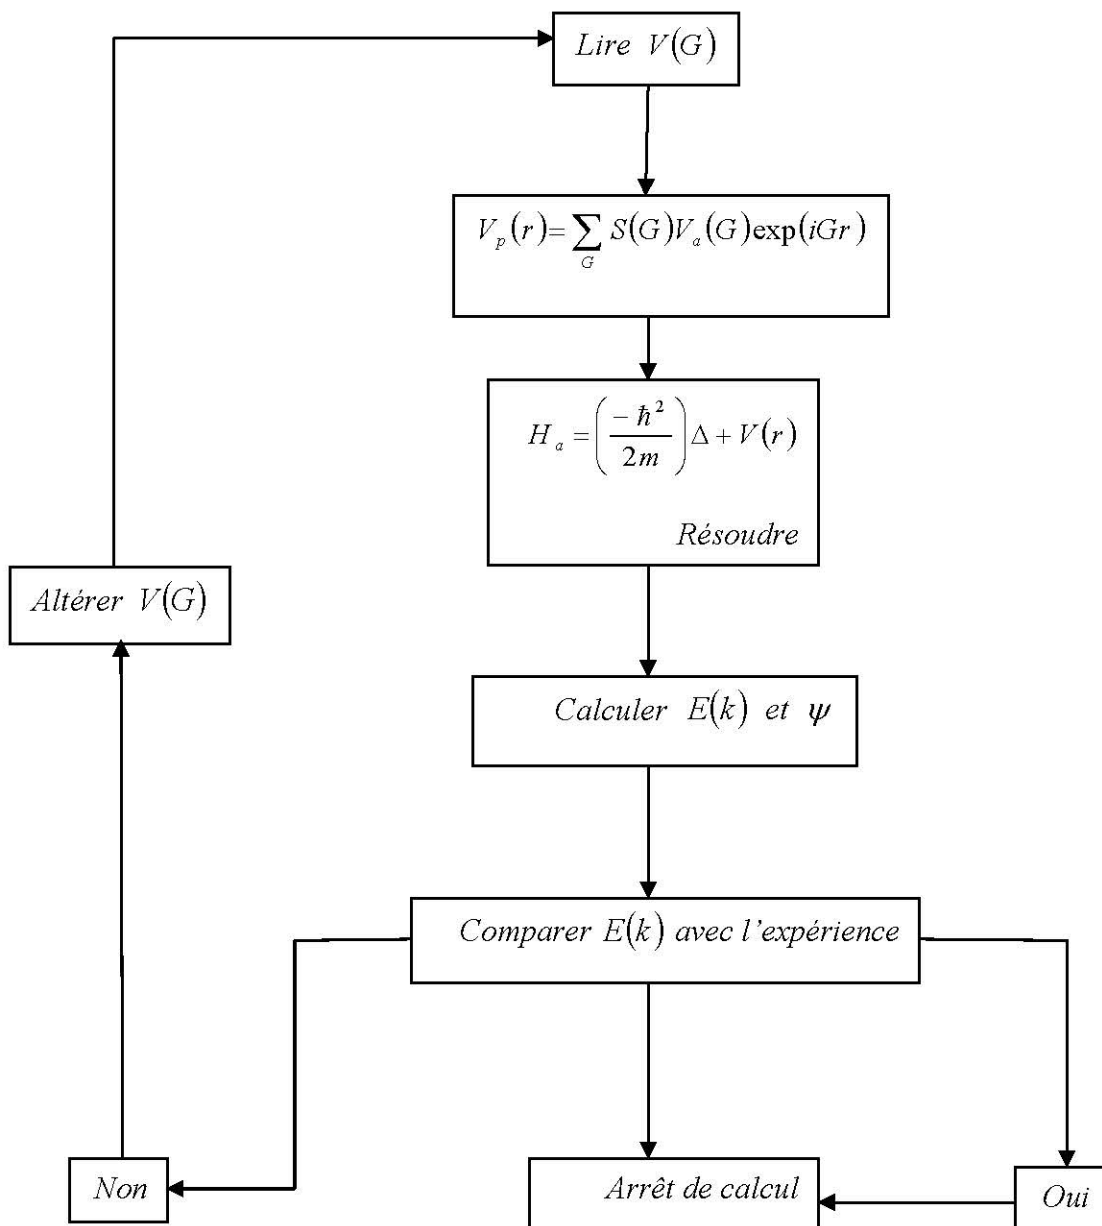 Lire V(G)
V_p(r)=∑_G S(G)V_a(G)exp(iGr)
H_a = (-ħ²/2m)Δ + V(r)
Résoudre
Altérer V(G)
Calculer E(k) et ψ
Comparer E(k) avec l'expérience
Non
Arrêt de calcul
Oui